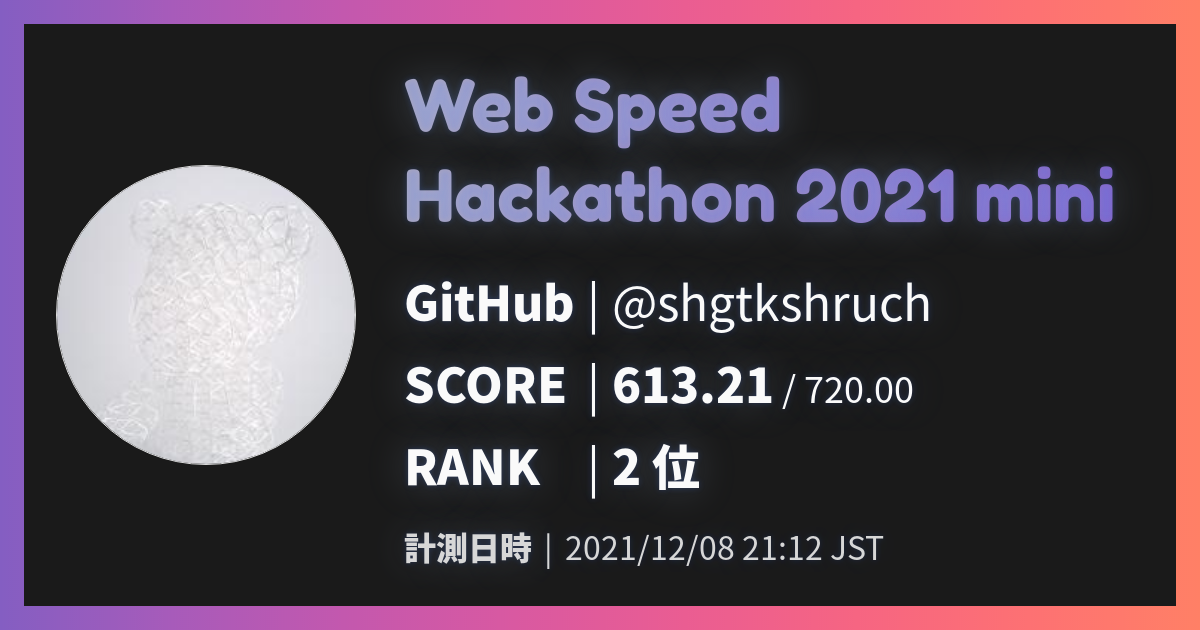 Web Speed
Hackathon 2021 mini
GitHub | @shgtkshruch
SCORE | 613.21 / 720.00
RANK | 2 位
計測日時 | 2021/12/08 21:12 JST